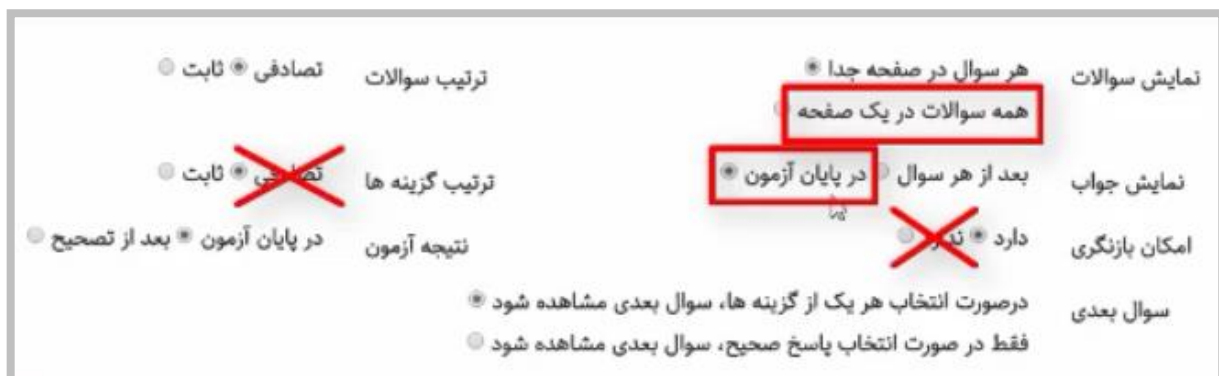 نمایش سوالات هر سوال در صفحه جدا ترتیب سوالات تصادفی ثابت
همه سوالات در یک صفحه
نمایش جواب بعد از هر سوال در پایان آزمون ترتیب گزینه ها ثابت
امکان بازنگری دارد نتیجه آزمون در پایان آزمون بعد از تصحیح
سوال بعدی درصورت انتخاب هر یک از گزینه ها، سوال بعدی مشاهده شود
فقط در صورت انتخاب پاسخ صحیح، سوال بعدی مشاهده شود